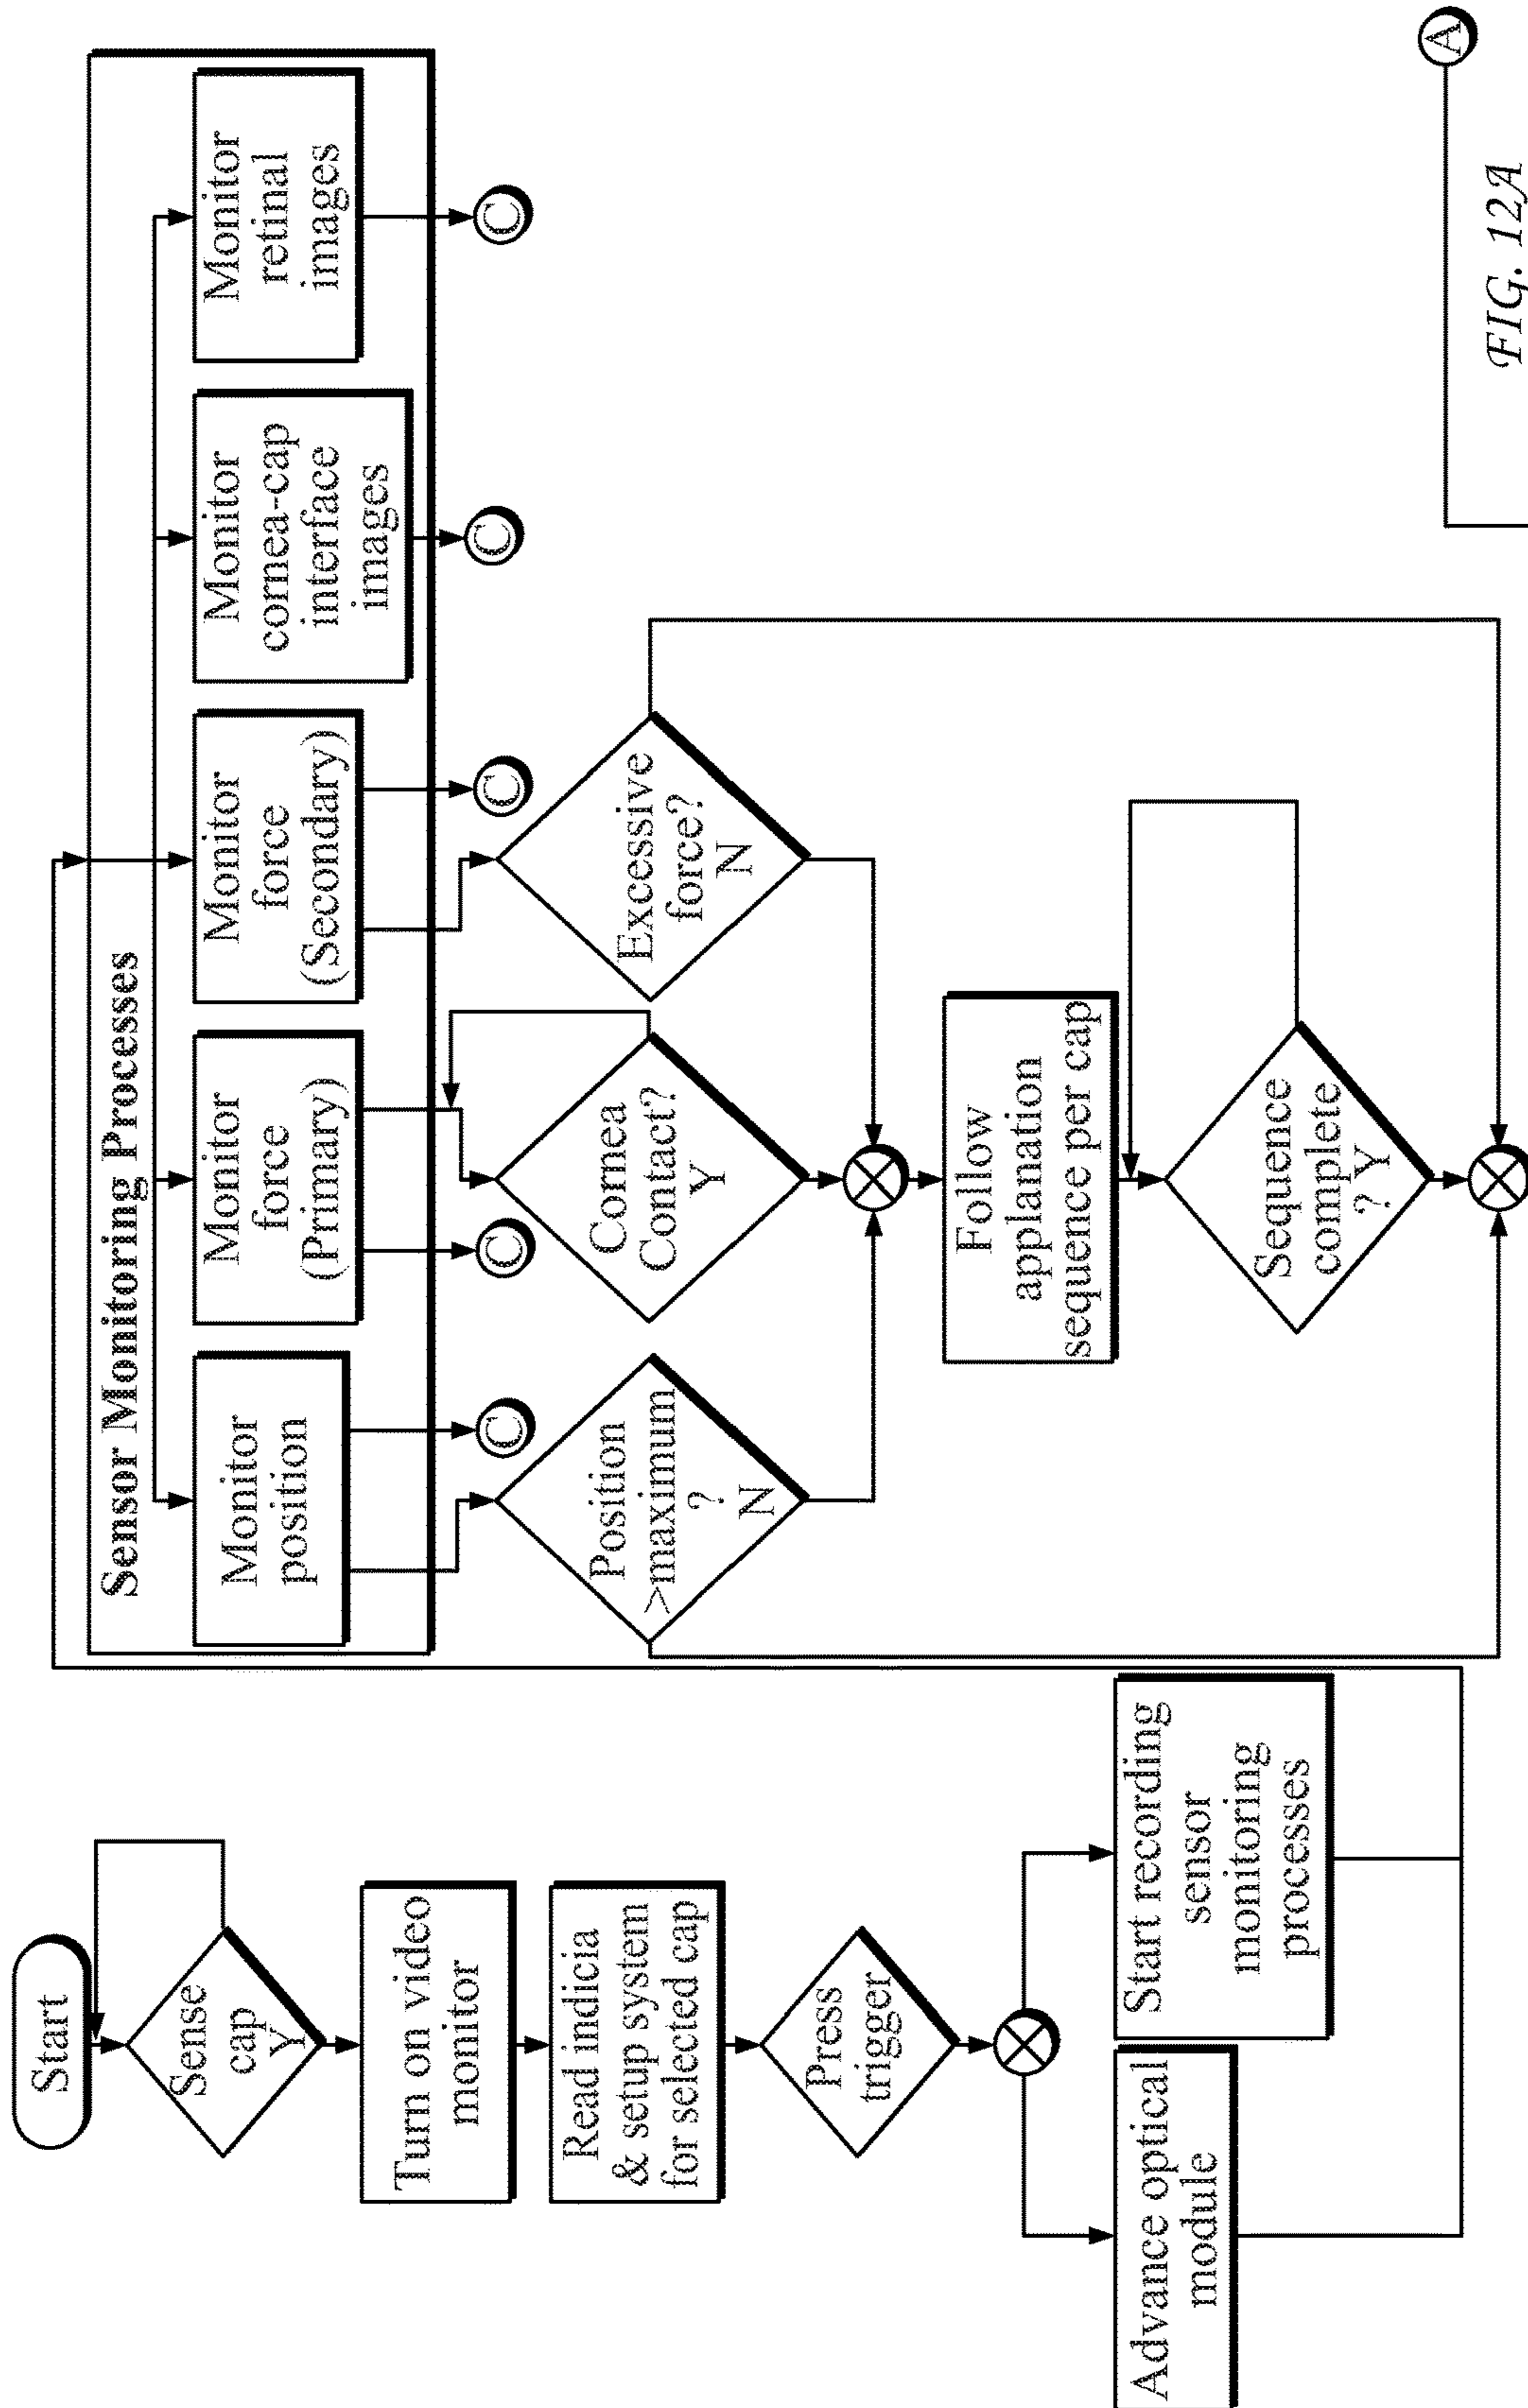 Start
Sense
cap
Y
Turn on video
monitor
Read indicia
& setup system
for selected cap
Press
trigger
Advance optical
module
Start recording
sensor
monitoring
processes
Sensor Monitoring Processes
Monitor
position
Monitor
force
(Primary)
Monitor
force
(Secondary)
Monitor
cornea-cap
interface
images
Monitor
retinal
images
C
C
C
C
C
Position
>maximum
?
N
Cornea
Contact?
Y
Excessive
force?
N
Follow
applanation
sequence per cap
Sequence
complete
? Y
A
FIG. 12A